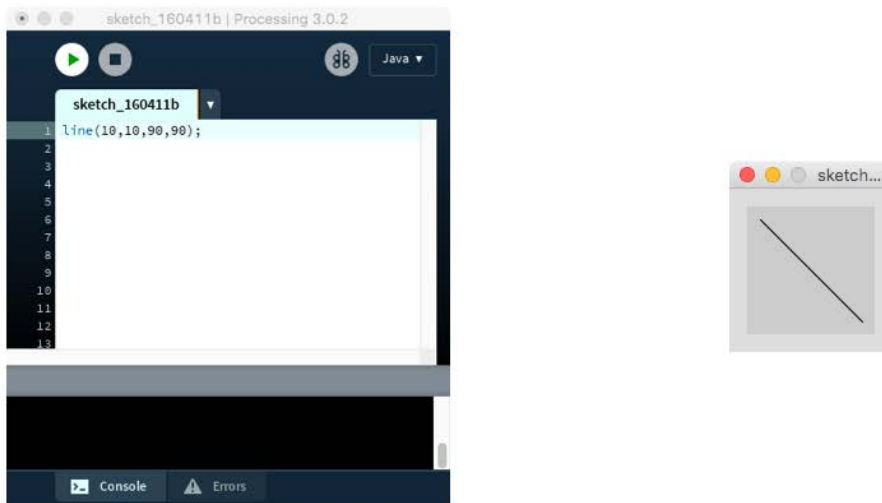 sketch_160411b | Processing 3.0.2
Java ▾
sketch_160411b ▾
1 line(10,10,90,90);
2
3
4
5
6
7
8
9
10
11
12
13
Console Errors
sketch...